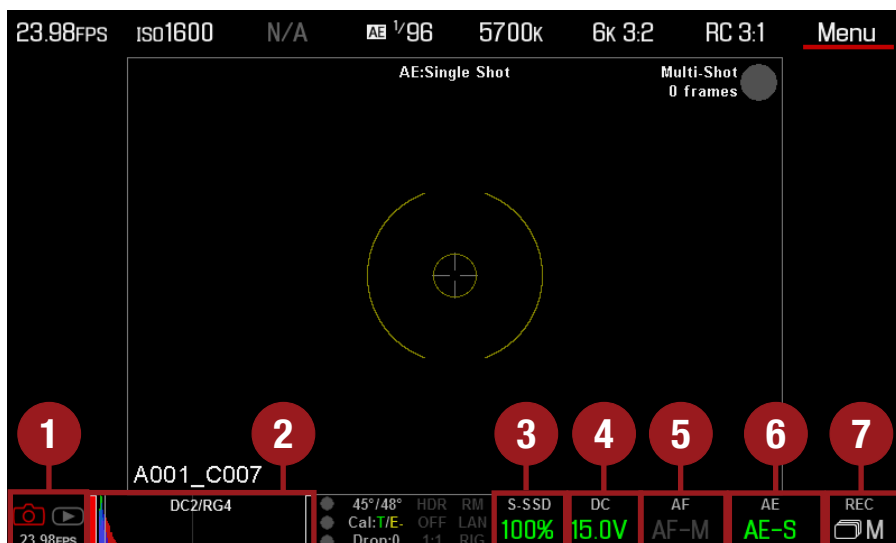 23.98FPS ISO1600 N/A AE 1/96 5700K 6K 3:2 RC 3:1 Menu
AE:Single Shot
Multi-Shot
0 frames
1 2 3 4 5 6 7
A001_C007
DC2/RG4
45°/48° HDR RM S-SSD DC AF AE REC
Cal:T/E- OFF LAN 100% 15.0V AF-M AE-S M
23.98FPS Drop:0 1:1 RIG